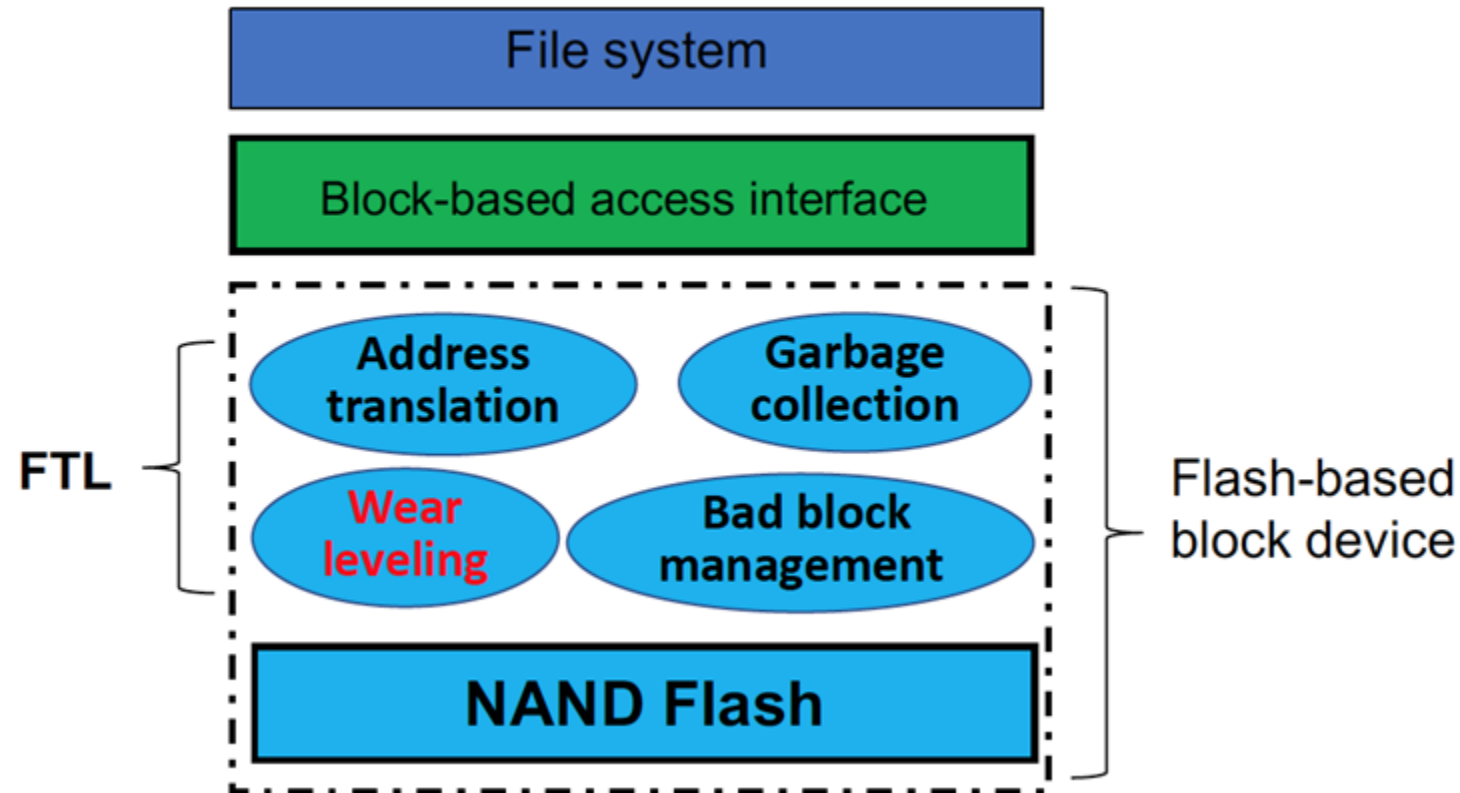 File system
Block-based access interface
Address
translation
Garbage
collection
FTL
Wear
leveling
Bad block
management
Flash-based
block device
NAND Flash